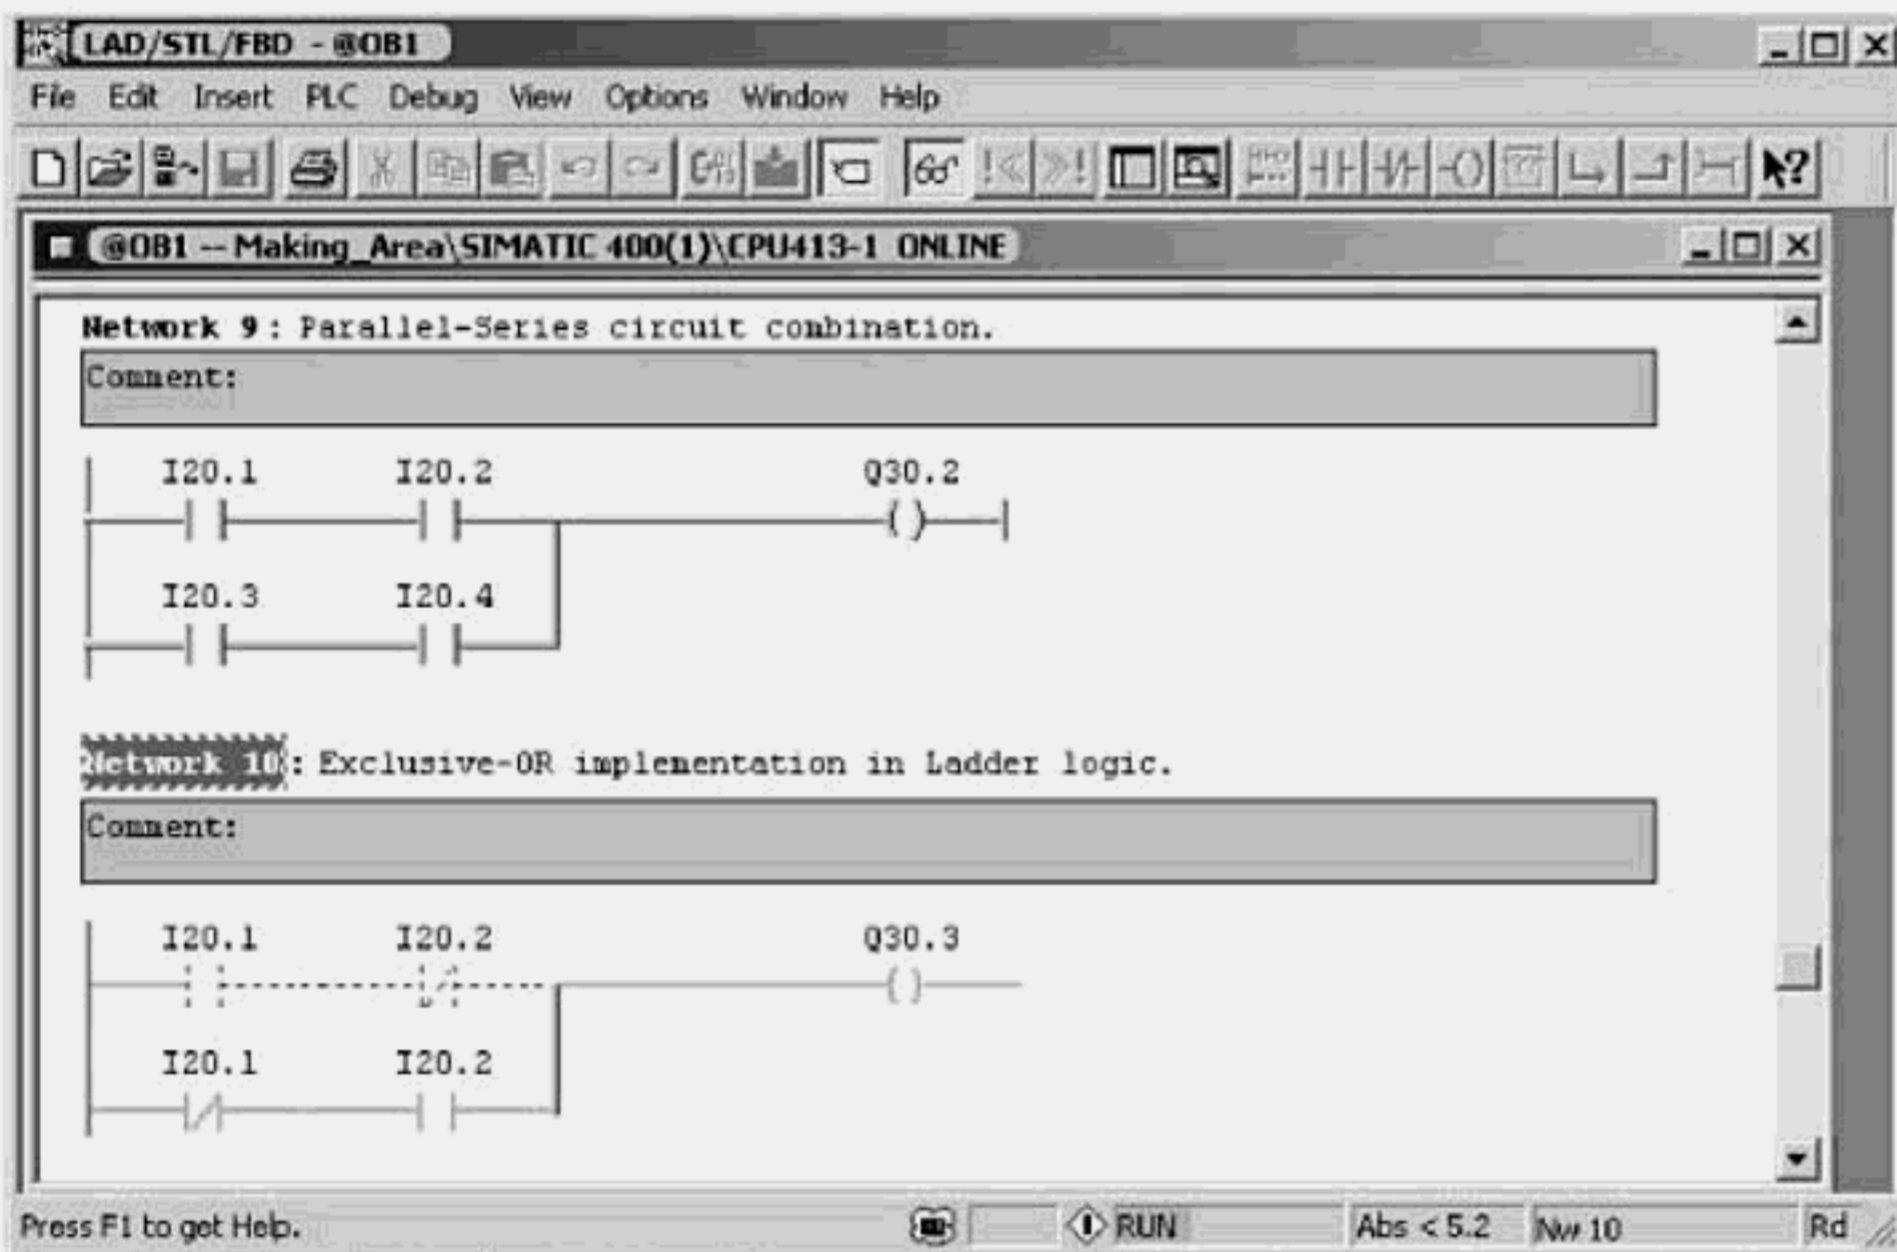 LAD/STL/FBD - @OB1
File Edit Insert PLC Debug View Options Window Help
@OB1 -- Making_Area\SIMATIC 400(1)\CPU413-1 ONLINE
Network 9 : Parallel-Series circuit combination.
Comment:
I20.1 I20.2 Q30.2
I20.3 I20.4
Network 10 : Exclusive-OR implementation in Ladder logic.
Comment:
I20.1 I20.2 Q30.3
I20.1 I20.2
Press F1 to get Help. RUN Abs < 5.2 Nw 10 Rd